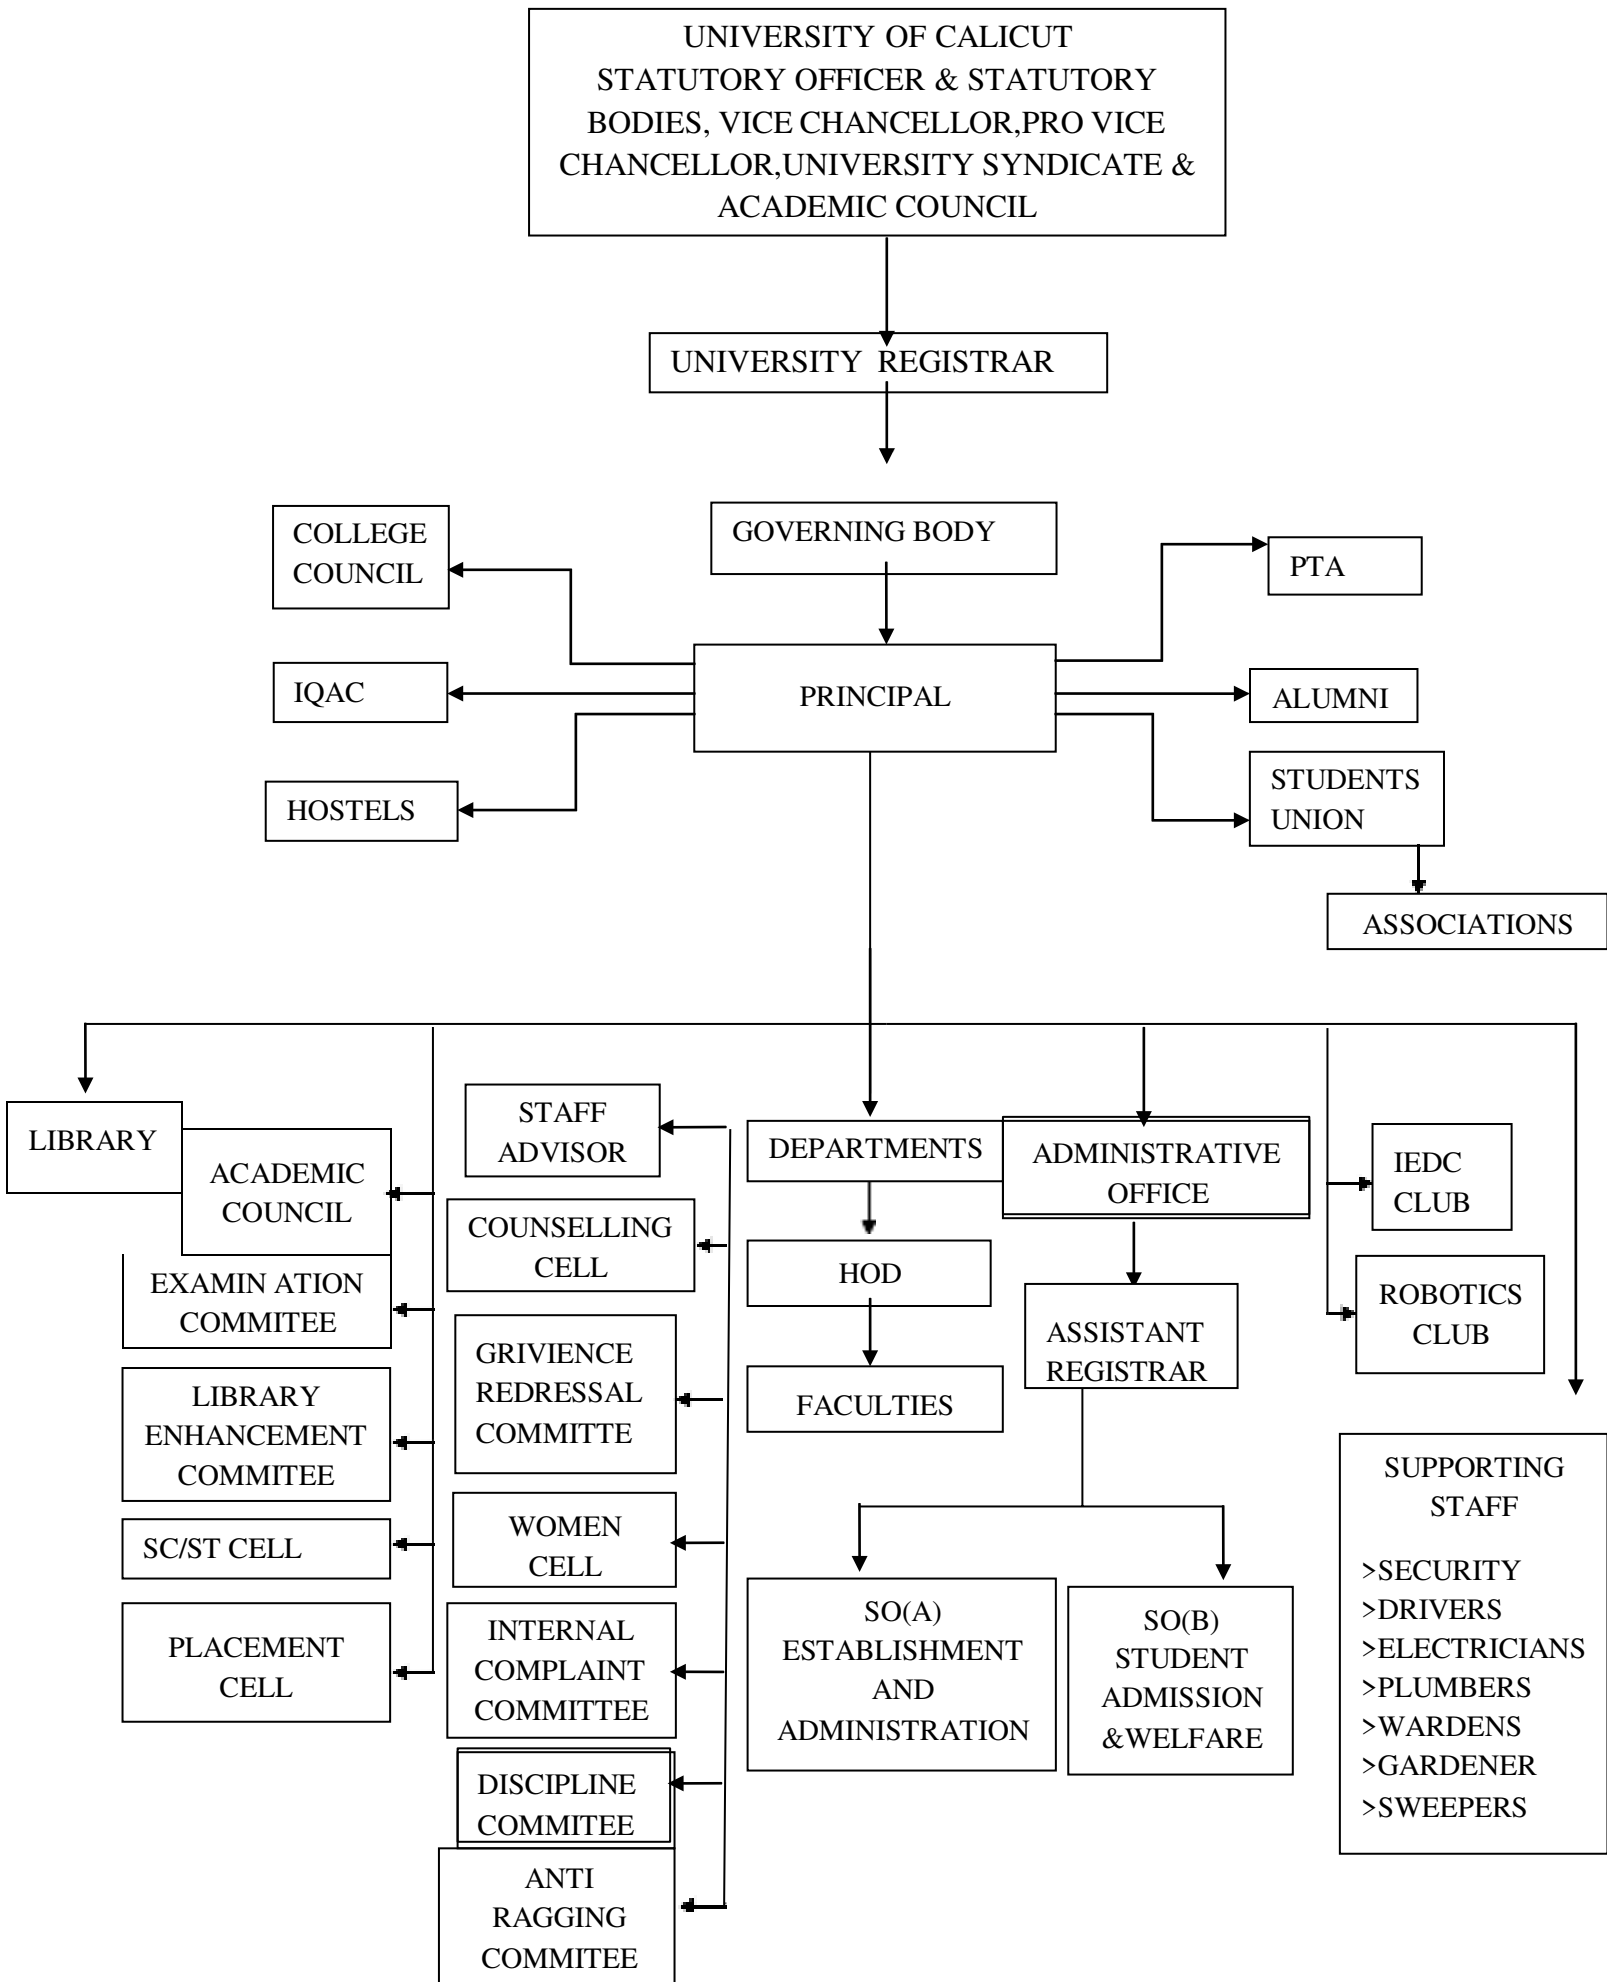 UNIVERSITY OF CALICUT
STATUTORY OFFICER & STATUTORY
BODIES, VICE CHANCELLOR,PRO VICE
CHANCELLOR,UNIVERSITY SYNDICATE &
ACADEMIC COUNCIL
UNIVERSITY REGISTRAR
COLLEGE
COUNCIL
GOVERNING BODY
PTA
IQAC
PRINCIPAL
ALUMNI
HOSTELS
STUDENTS
UNION
ASSOCIATIONS
LIBRARY
ACADEMIC
COUNCIL
EXAMIN ATION
COMMITEE
LIBRARY
ENHANCEMENT
COMMITEE
SC/ST CELL
PLACEMENT
CELL
STAFF
ADVISOR
COUNSELLING
CELL
GRIVIENCE
REDRESSAL
COMMITTE
WOMEN
CELL
INTERNAL
COMPLAINT
COMMITTEE
DISCIPLINE
COMMITEE
ANTI
RAGGING
COMMITEE
DEPARTMENTS
HOD
FACULTIES
ADMINISTRATIVE
OFFICE
ASSISTANT
REGISTRAR
SO(A)
ESTABLISHMENT
AND
ADMINISTRATION
SO(B)
STUDENT
ADMISSION
&WELFARE
IEDC
CLUB
ROBOTICS
CLUB
SUPPORTING
STAFF
>SECURITY
>DRIVERS
>ELECTRICIANS
>PLUMBERS
>WARDENS
>GARDENER
>SWEEPERS